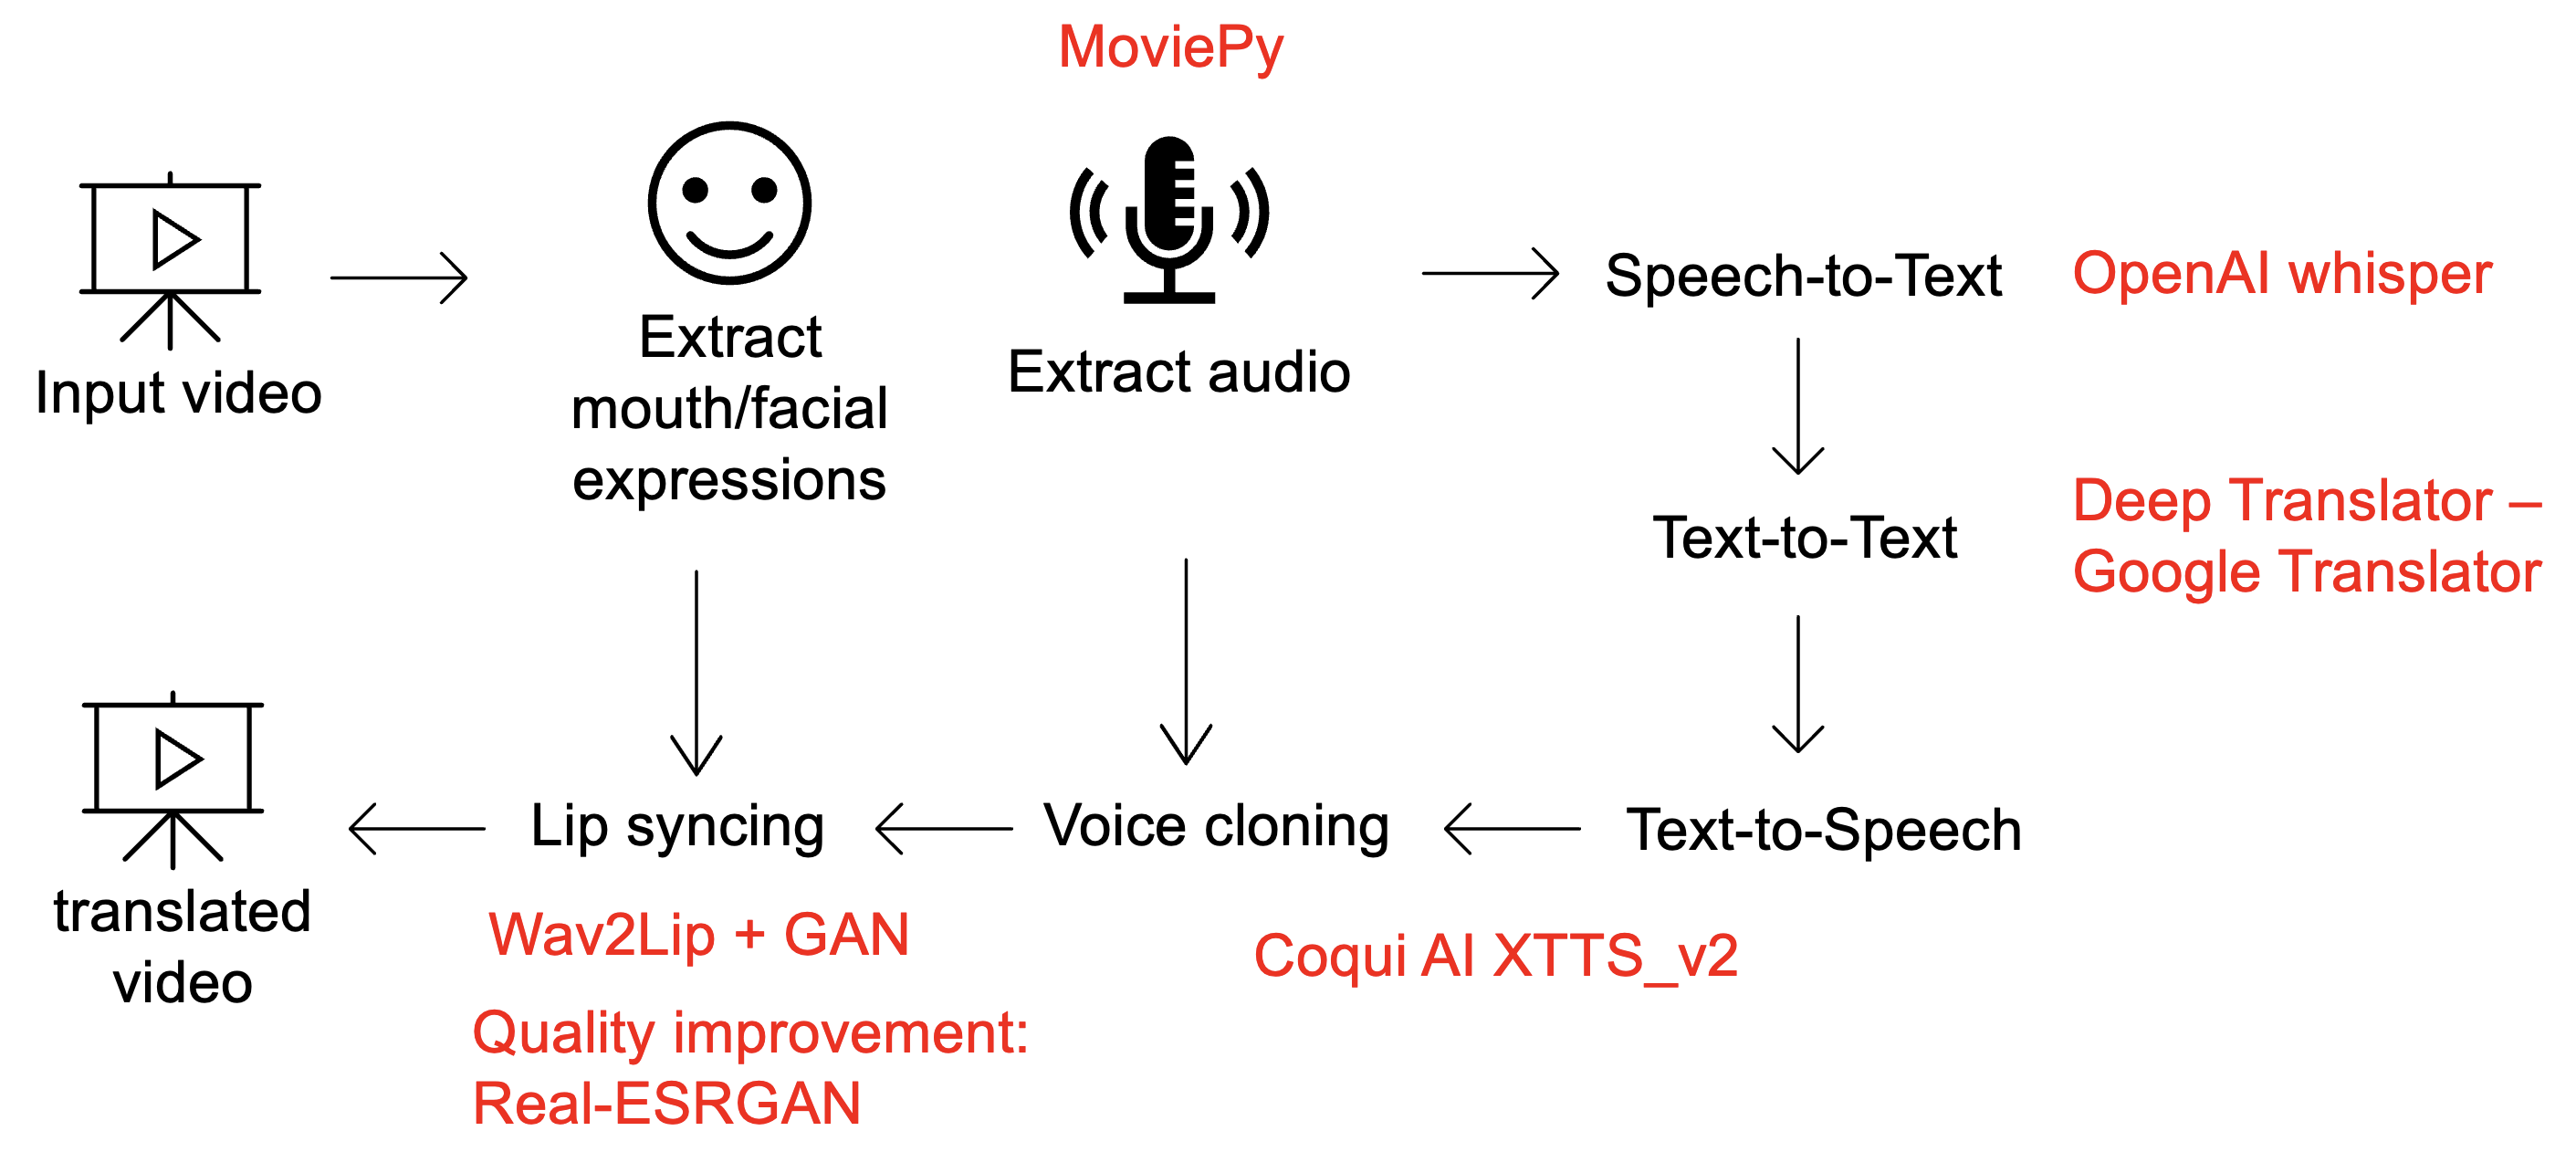 MoviePy
Input video
Extract
mouth/facial
expressions
Extract audio
Speech-to-Text
OpenAI whisper
Text-to-Text
Deep Translator –
Google Translator
translated
video
Lip syncing
Voice cloning
Text-to-Speech
Wav2Lip + GAN
Quality improvement:
Real-ESRGAN
Coqui AI XTTS_v2